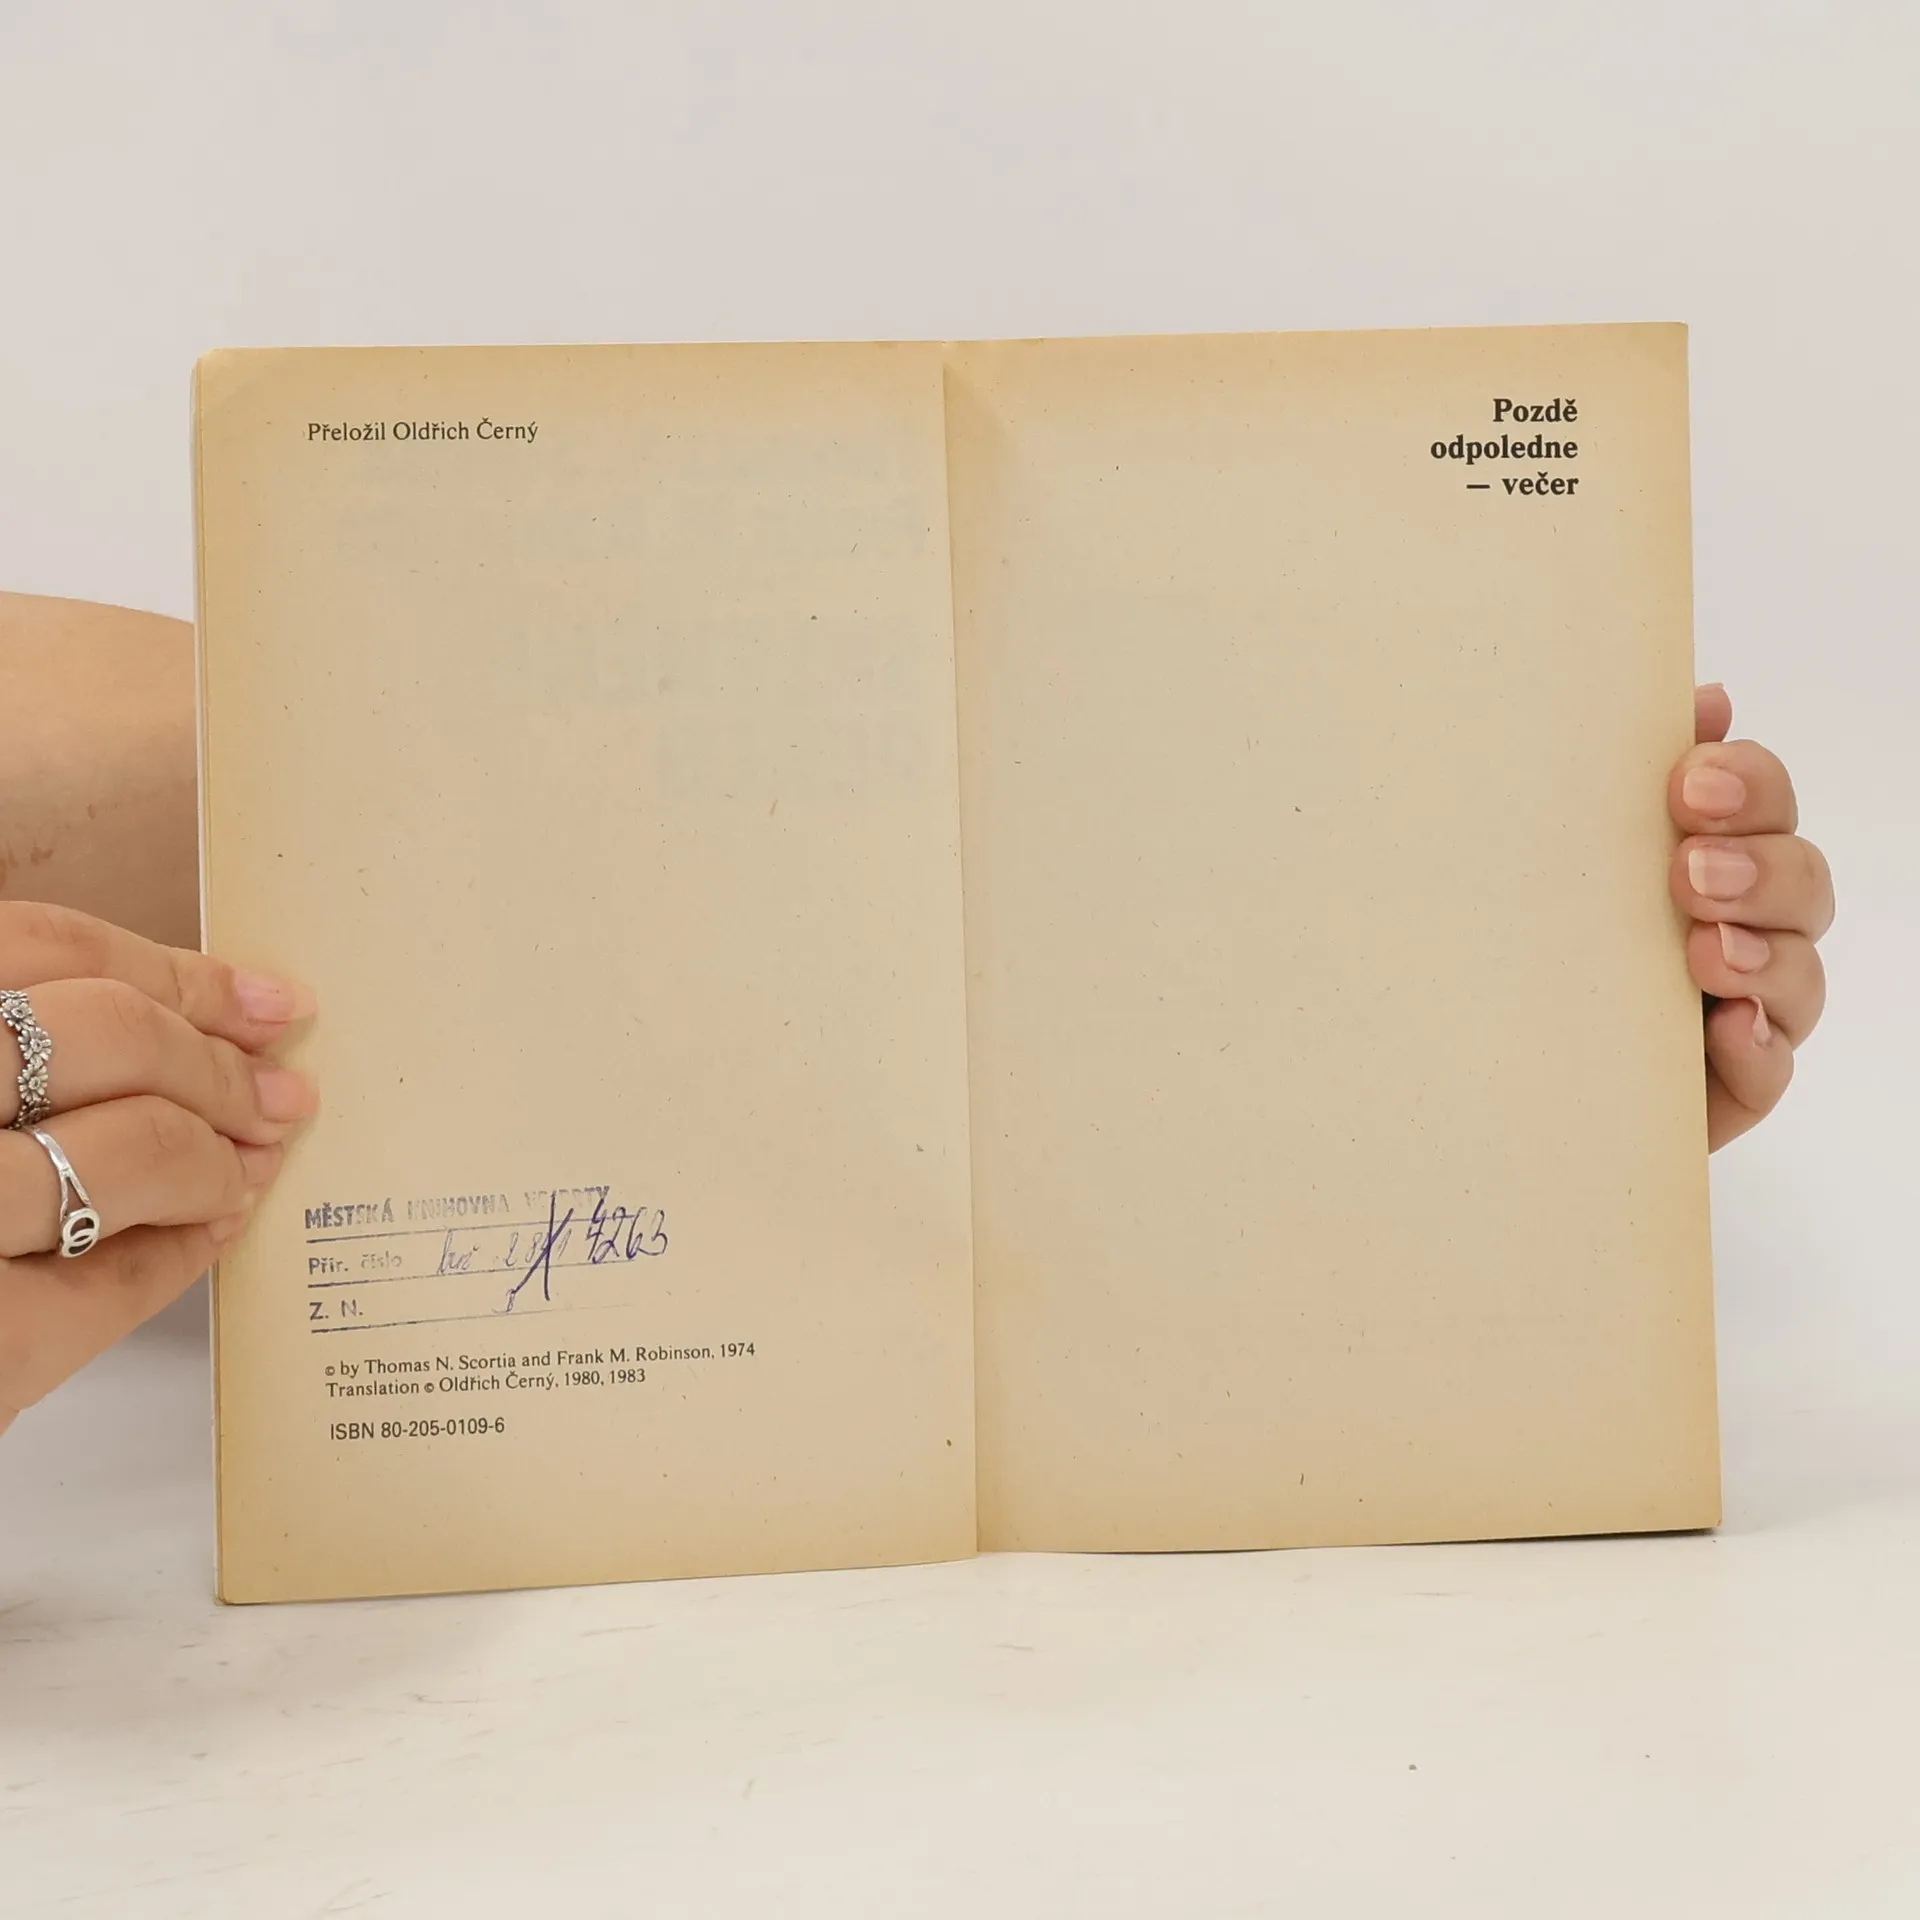 Přeložil Oldřich Černý
MĚSTSKÁ KNIHOVNA
Přír. číslo 4263
Z. N.
© by Thomas N. Scortia and Frank M. Robinson, 1974
Translation © Oldřich Černý, 1980, 1983
ISBN 80-205-0109-6
Pozdě
odpoledne
— večer